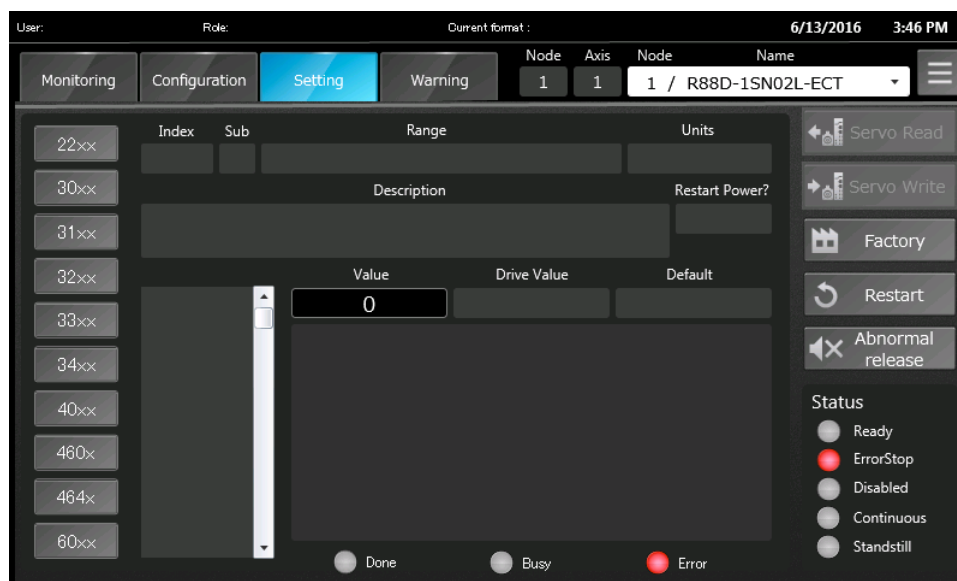 User: Role: Current format : 6/13/2016 3:46 PM
Node Axis Node Name
Monitoring Configuration Setting Warning 1 1 1 / R88D-1SN02L-ECT
22xx Index Sub Range Units Servo Read
30xx Description Restart Power? Servo Write
31xx Factory
32xx Value Drive Value Default
0 Restart
33xx
34xx Abnormal release
40xx Status
Ready
460x ErrorStop
464x Disabled
Continuous
60xx Standstill
Done Busy Error